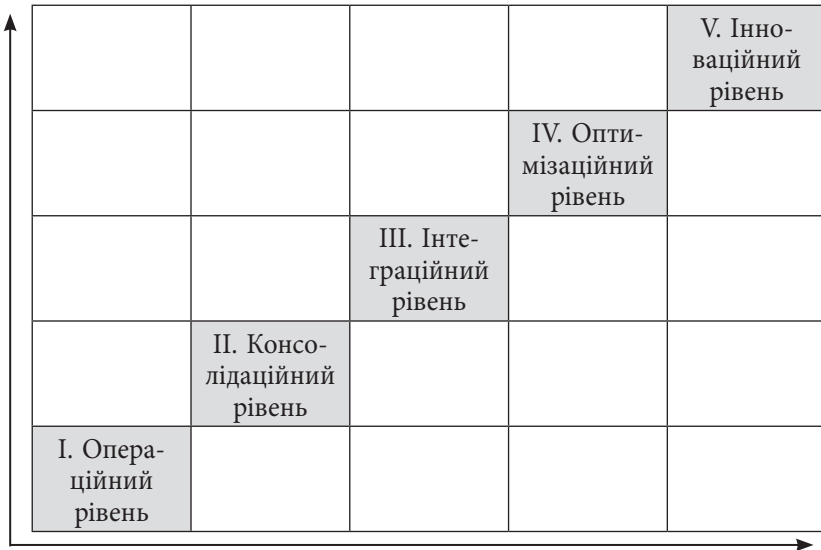 V. Інно-
ваційний
рівень
IV. Опти-
мізаційний
рівень
III. Інте-
граційний
рівень
II. Консо-
лідаційний
рівень
I. Опера-
ційний
рівень